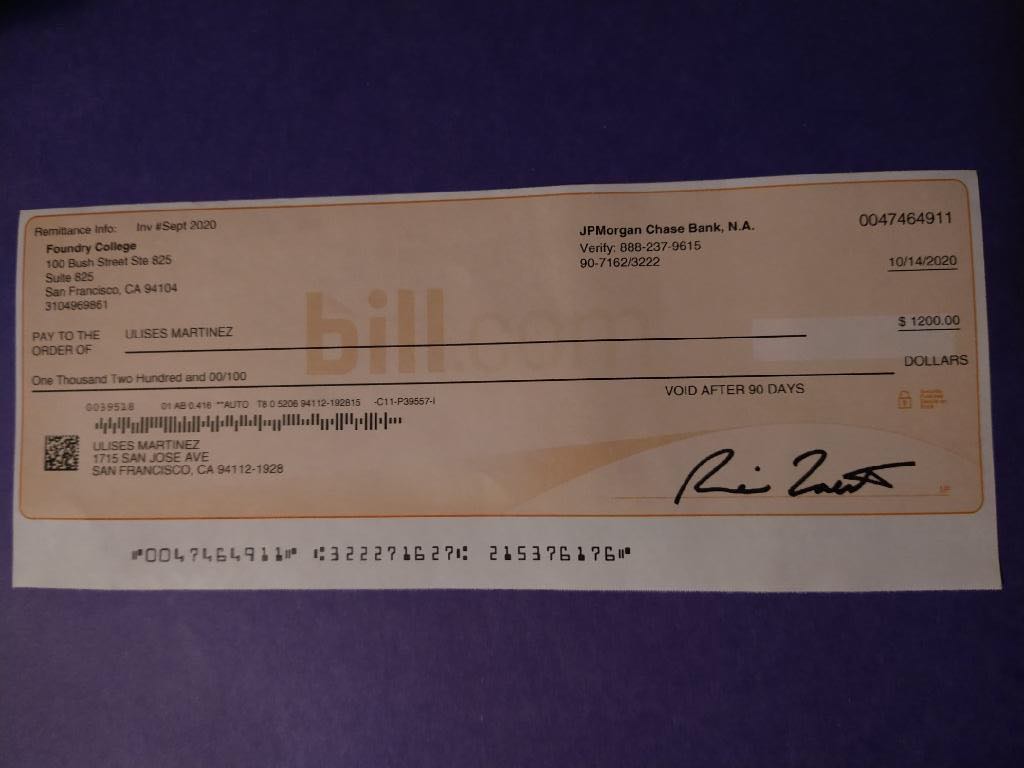 Remittance Info: Inv #Sept 2020
Foundry College
100 Bush Street Ste 825
Suite 825
San Francisco, CA 94104
3104969861
JPMorgan Chase Bank, N.A.
Verify: 888-237-9615
90-7162/3222
0047464911
10/14/2020
bill.com
PAY TO THE
ORDER OF
ULISES MARTINEZ
$ 1200.00
One Thousand Two Hundred and 00/100
DOLLARS
VOID AFTER 90 DAYS
0039518 01 AB 0.416 **AUTO T8 0 5206 94112-192815 -C11-P39557-I
ULISES MARTINEZ
1715 SAN JOSE AVE
SAN FRANCISCO, CA 94112-1928
MP
⑈0047464911⑈ ⑆322271627⑆ 215376176⑈